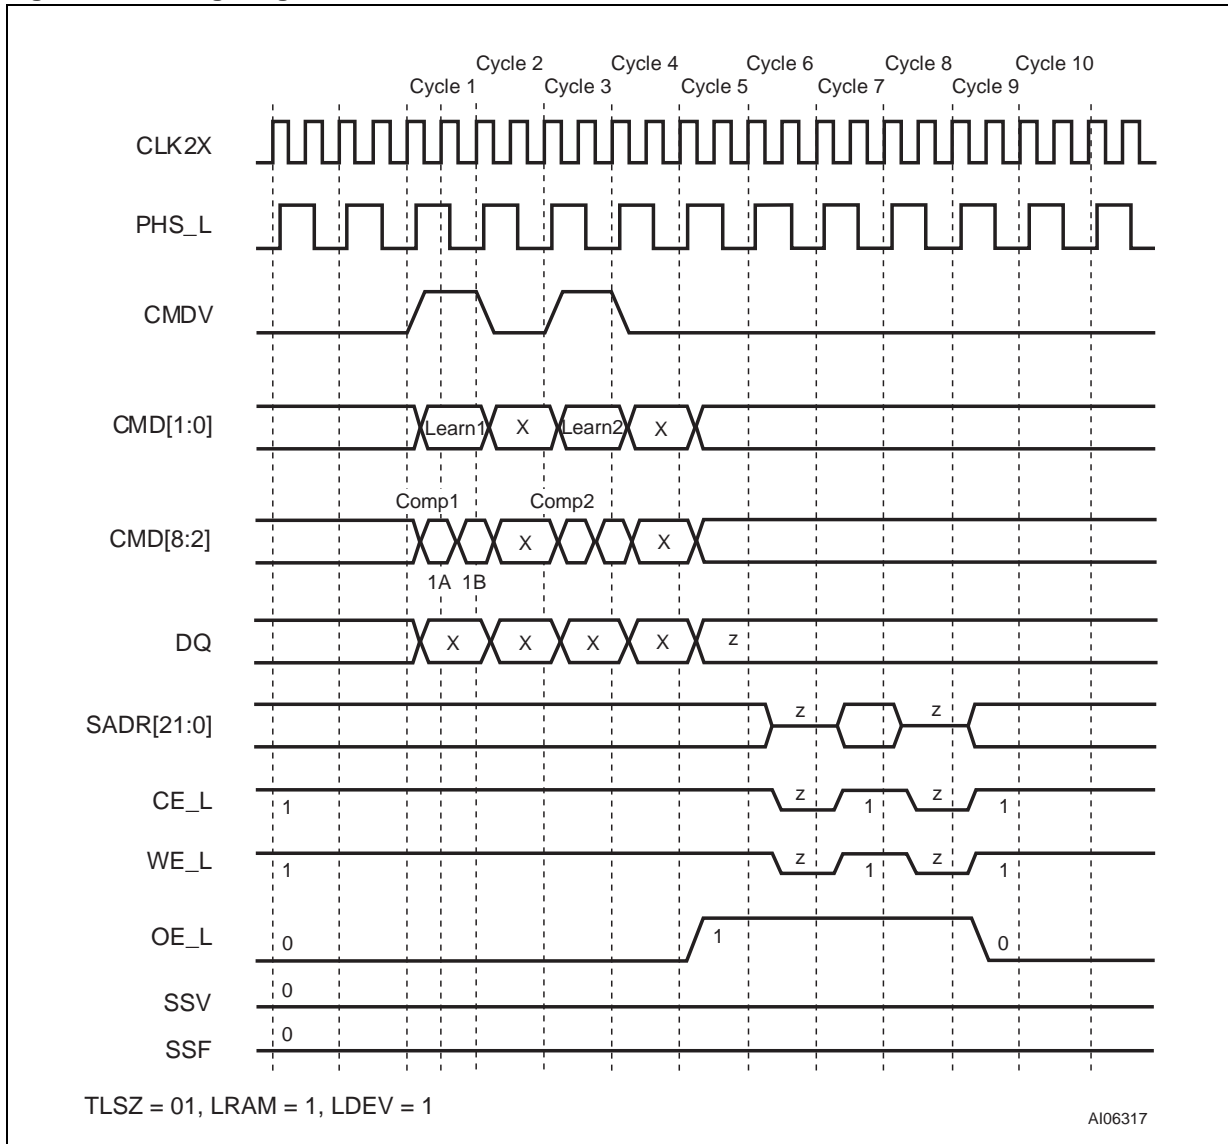 Cycle 2 Cycle 4 Cycle 6 Cycle 8 Cycle 10
Cycle 1 Cycle 3 Cycle 5 Cycle 7 Cycle 9
CLK2X
PHS_L
CMDV
CMD[1:0] Learn1 X Learn2 X
Comp1 Comp2
CMD[8:2] X X
1A 1B
DQ X X X X z
SADR[21:0] z z
CE_L 1 z 1 z 1
WE_L 1 z 1 z 1
OE_L 0 1 0
SSV 0
SSF 0
TLSZ = 01, LRAM = 1, LDEV = 1
AI06317